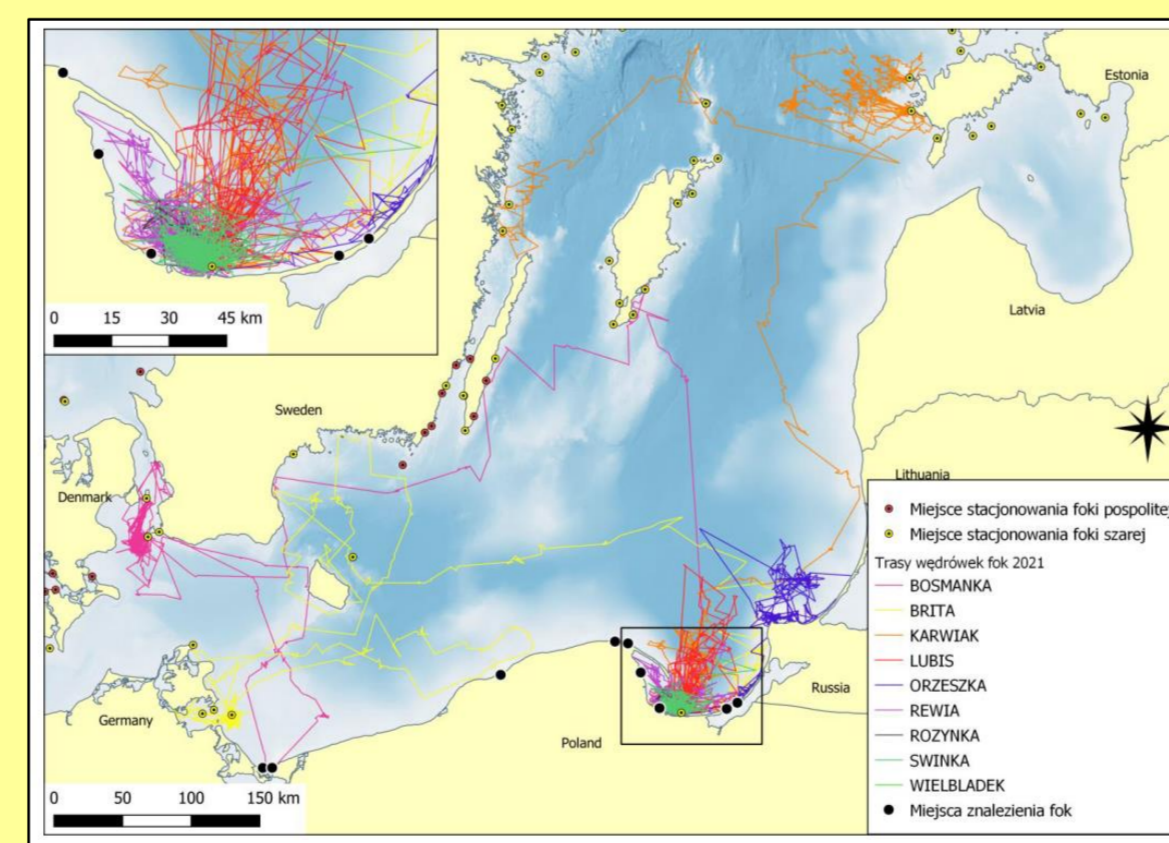 Estonia
0 15 30 45 km
Latvia
Sweden
Denmark
Lithuania
Miejsce stacjonowania foki pospolitej
Miejsce stacjonowania foki szarej
Trasy wędrówek fok 2021
BOSMANKA
BRITA
KARWIAK
LUBIS
ORZESZKA
REWIA
ROZYNKA
SWINKA
WIELBLADEK
Miejsca znalezienia fok
Russia
Germany
Poland
0 50 100 150 km